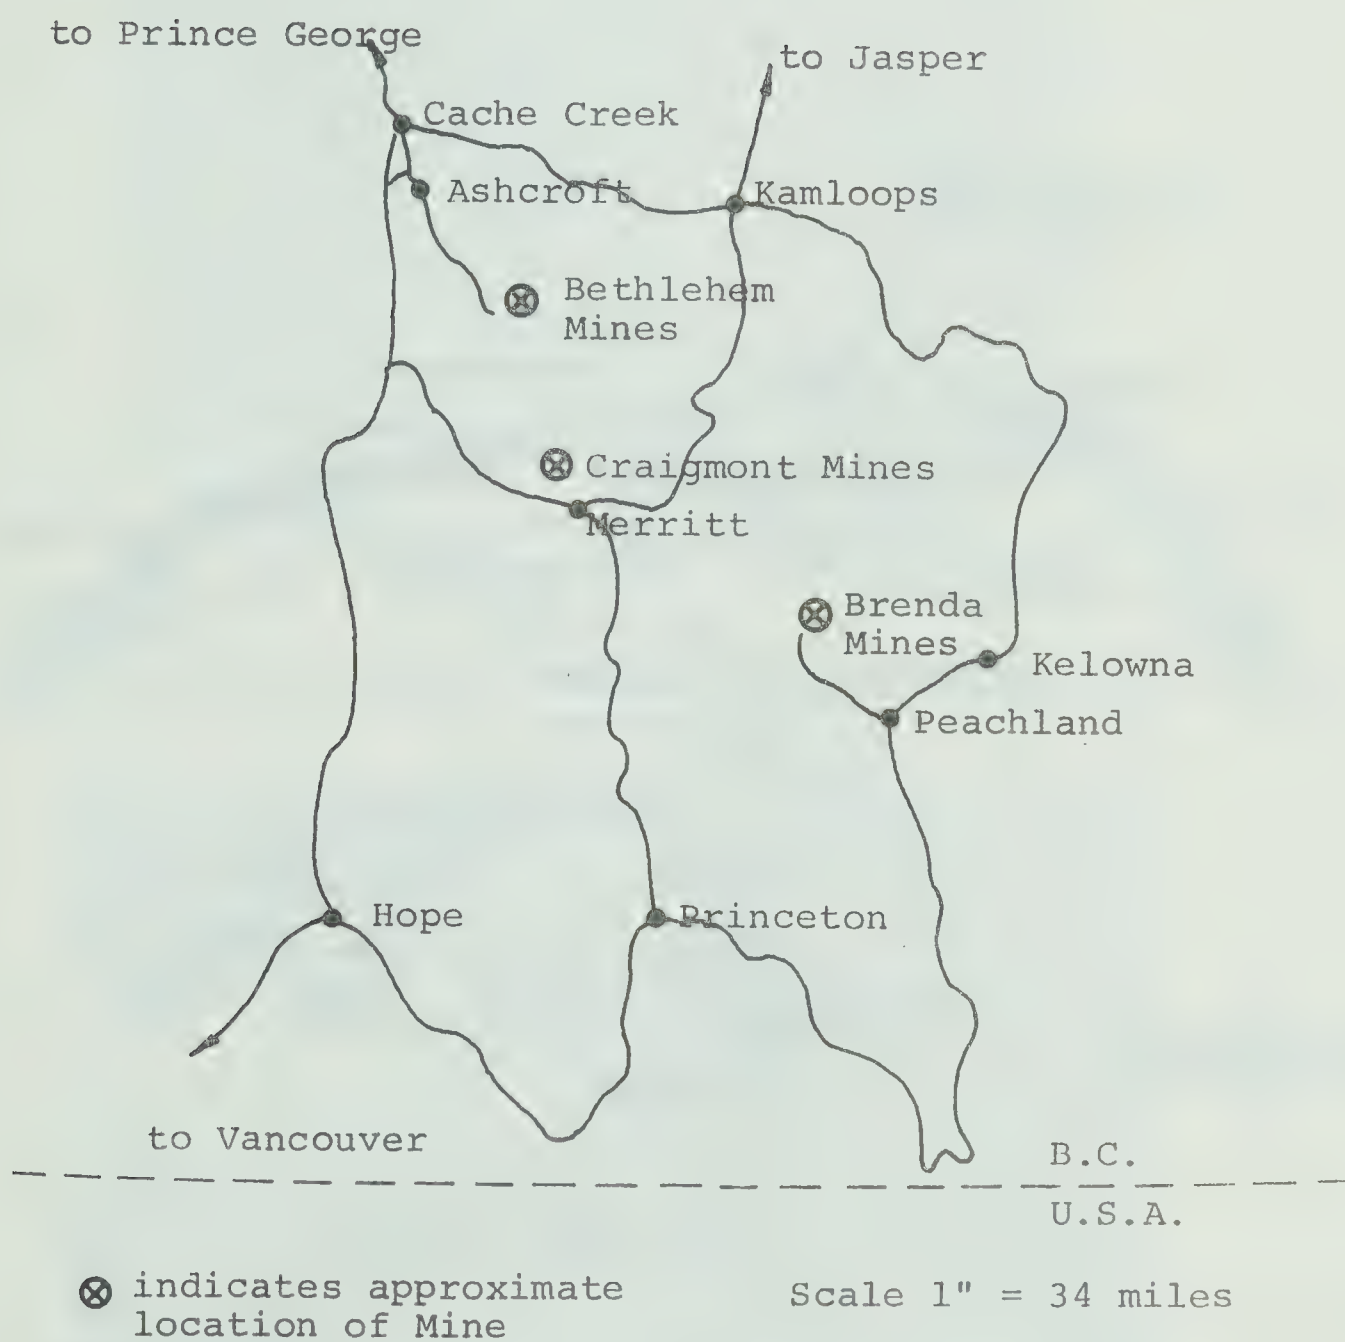 to Prince George
to Jasper
Cache Creek
Ashcroft
Kamloops
Bethlehem
Mines
Craigmont Mines
Merritt
Brenda
Mines
Kelowna
Peachland
Hope
Princeton
to Vancouver
B.C.
U.S.A.
indicates approximate
location of Mine
Scale 1" = 34 miles